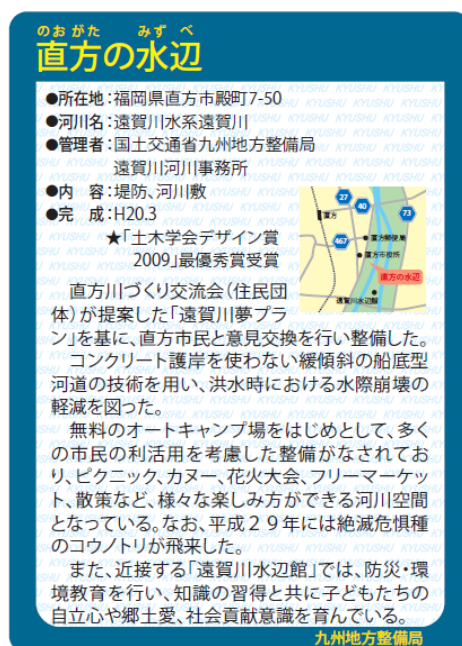 のおがた みずべ
直方の水辺
●所在地：福岡県直方市殿町7-50
●河川名：遠賀川水系遠賀川
●管理者：国土交通省九州地方整備局
遠賀川河川事務所
●内 容：堤防、河川敷
●完 成：H20.3
★「土木学会デザイン賞
2009」最優秀賞受賞
27
40
73
467
直方
直方郵便局
直方市役所
直方の水辺
遠賀川水辺館
直方川づくり交流会（住民団
体）が提案した「遠賀川夢プラ
ン」を基に、直方市民と意見交換を行い整備した。
コンクリート護岸を使わない緩傾斜の船底型
河道の技術を用い、洪水時における水際崩壊の
軽減を図った。
無料のオートキャンプ場をはじめとして、多く
の市民の利活用を考慮した整備がなされてお
り、ピクニック、カヌー、花火大会、フリーマーケッ
ト、散策など、様々な楽しみ方ができる河川空間
となっている。なお、平成２９年には絶滅危惧種
のコウノトリが飛来した。
また、近接する「遠賀川水辺館」では、防災・環
境教育を行い、知識の習得と共に子どもたちの
自立心や郷土愛、社会貢献意識を育んでいる。
九州地方整備局